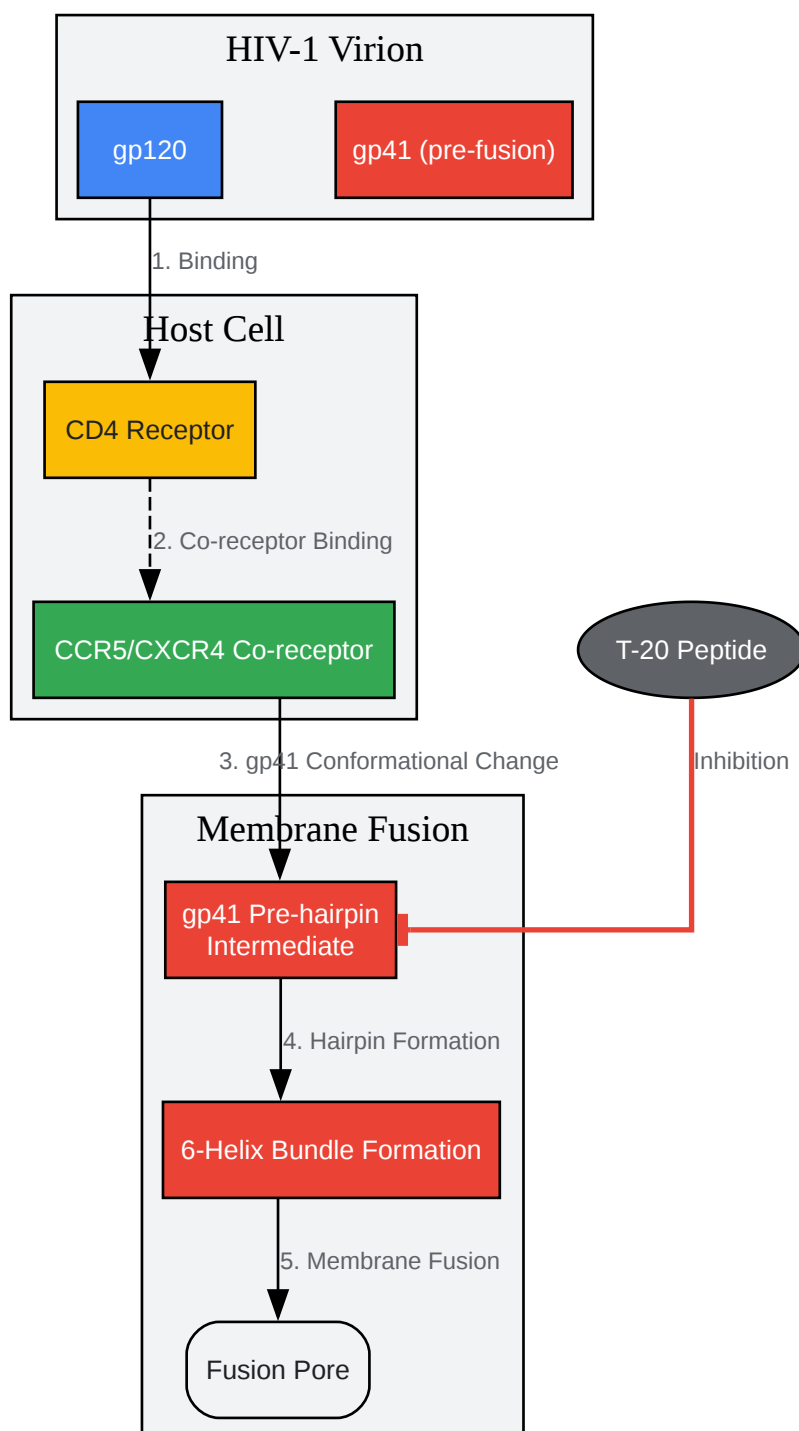 HIV-1 Virion
gp120
gp41 (pre-fusion)
1. Binding
Host Cell
CD4 Receptor
2. Co-receptor Binding
CCR5/CXCR4 Co-receptor
T-20 Peptide
3. gp41 Conformational Change
Inhibition
Membrane Fusion
gp41 Pre-hairpin
Intermediate
4. Hairpin Formation
6-Helix Bundle Formation
5. Membrane Fusion
Fusion Pore